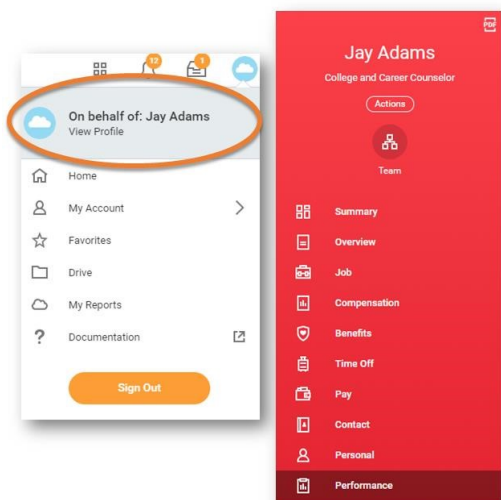 12
1
On behalf of: Jay Adams
View Profile
Home
My Account
Favorites
Drive
My Reports
Documentation
Sign Out
PDF
Jay Adams
College and Career Counselor
Actions
Team
Summary
Overview
Job
Compensation
Benefits
Time Off
Pay
Contact
Personal
Performance